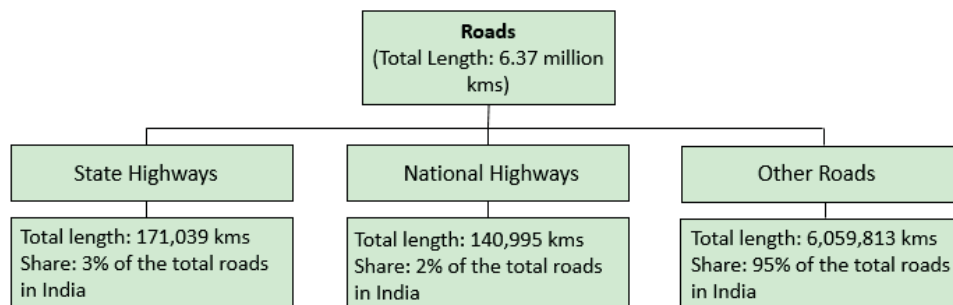 Roads
(Total Length: 6.37 million
kms)
State Highways
National Highways
Other Roads
Total length: 171,039 kms
Share: 3% of the total roads
in India
Total length: 140,995 kms
Share: 2% of the total roads
in India
Total length: 6,059,813 kms
Share: 95% of the total roads
in India